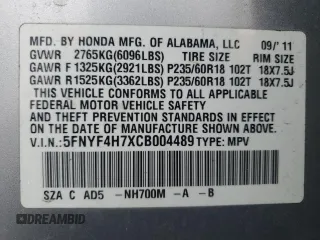 MFD. BY HONDA MFG. OF ALABAMA, LLC 09/'11
GVWR 2765KG(6096LBS) TIRE SIZE RIM SIZE
GAWR F 1325KG(2921LBS) P235/60R18 102T 18X7.5J
GAWR R1525KG(3362LBS) P235/60R18 102T 18X7.5J
THIS VEHICLE CONFORMS TO ALL APPLICABLE
FEDERAL MOTOR VEHICLE SAFETY STANDARDS IN
EFFECT ON THE DATE OF MANUFACTURE SHOWN ABOVE.
V.I.N.: 5FNYF4H7XCB004489 TYPE: MPV
SZA C AD5 -NH700M -A -B
DREAMBID